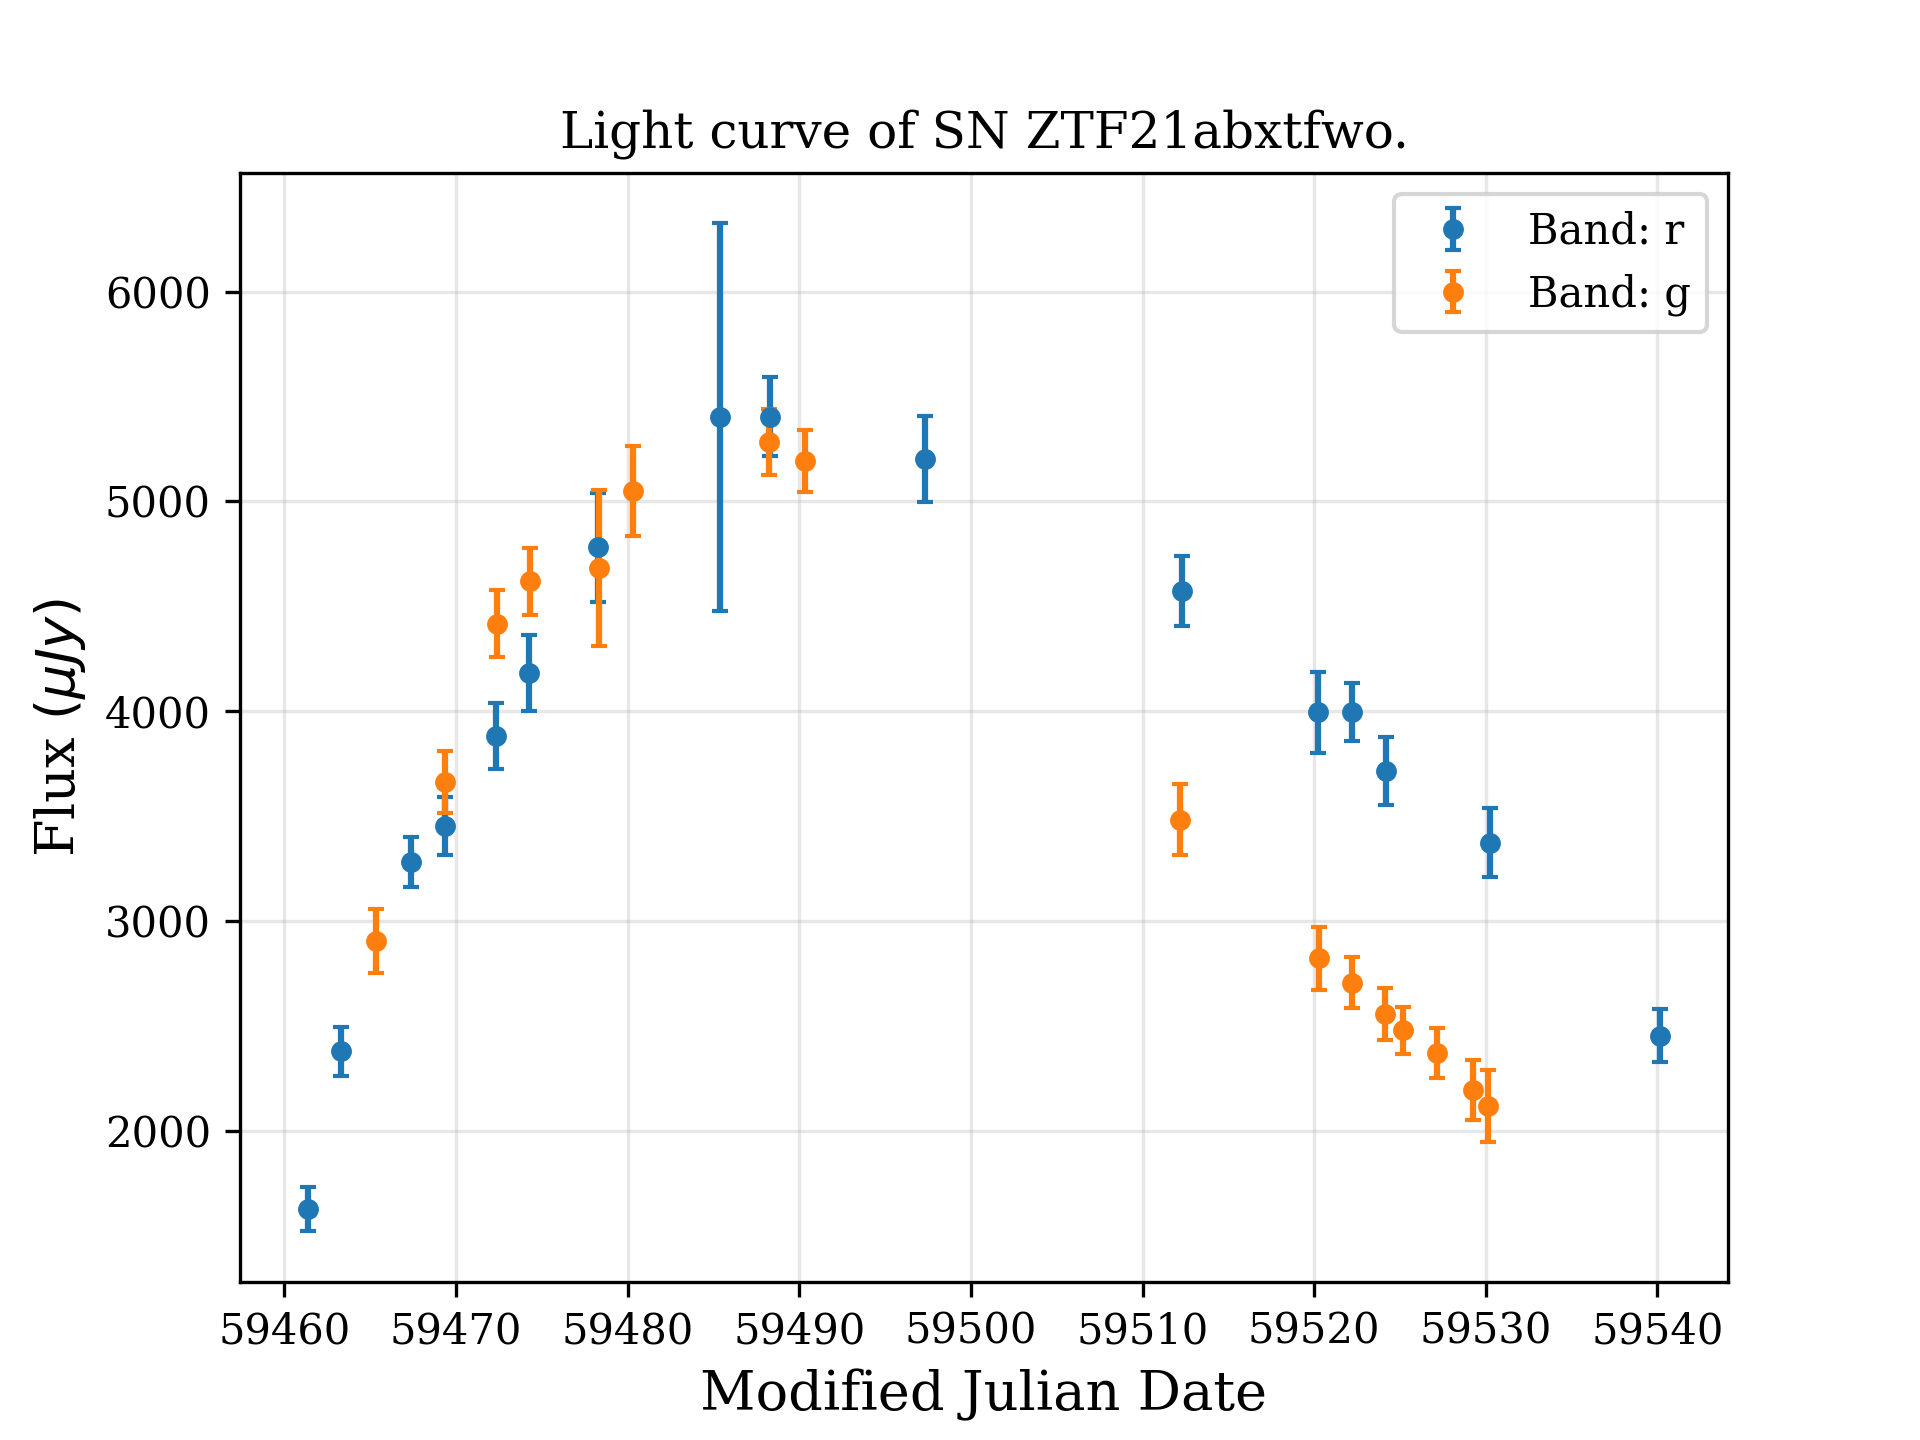 Light curve of SN ZTF21abxtfwo.
Band: r
Band: g
Flux (μJy)
6000
5000
4000
3000
2000
59460 59470 59480 59490 59500 59510 59520 59530 59540
Modified Julian Date